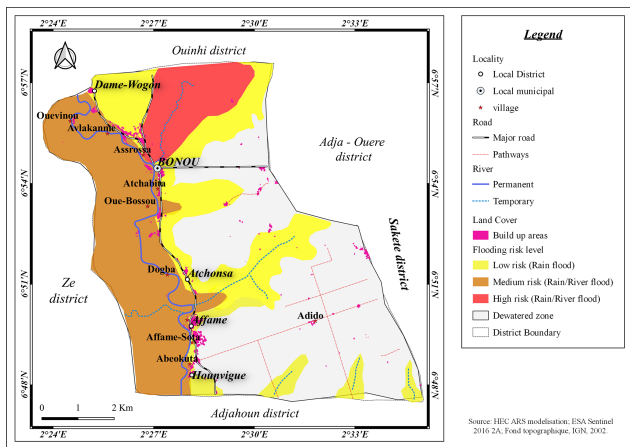 2°24'E 2°27'E 2°30'E 2°33'E
Ouinhi district
6°57'N
Dame-Wogon
6°57'N
Onevinou
Avlakanme
Assrossa
Adja - Ouere
district
BONOU
6°54'N
Atchabita
6°54'N
Oue-Bossou
Sakete district
Dogba
Atchonsa
6°51'N
6°51'N
Ze
district
Affame
Adido
Affame-Sota
Abeokuta
Hounvigue
6°48'N
6°48'N
0 1 2 Km
Adjahoun district
2°24'E 2°27'E 2°30'E 2°33'E
Legend
Locality
Local District
Local municipal
village
Road
Major road
Pathways
River
Permanent
Temporary
Land Cover
Build up areas
Flooding risk level
Low risk (Rain flood)
Medium risk (Rain/River flood)
High risk (Rain/River flood)
Dewatered zone
District Boundary
Source: HEC ARS modelisation; ESA Sentinel
2016 2A; Fond topographique, IGN, 2002.